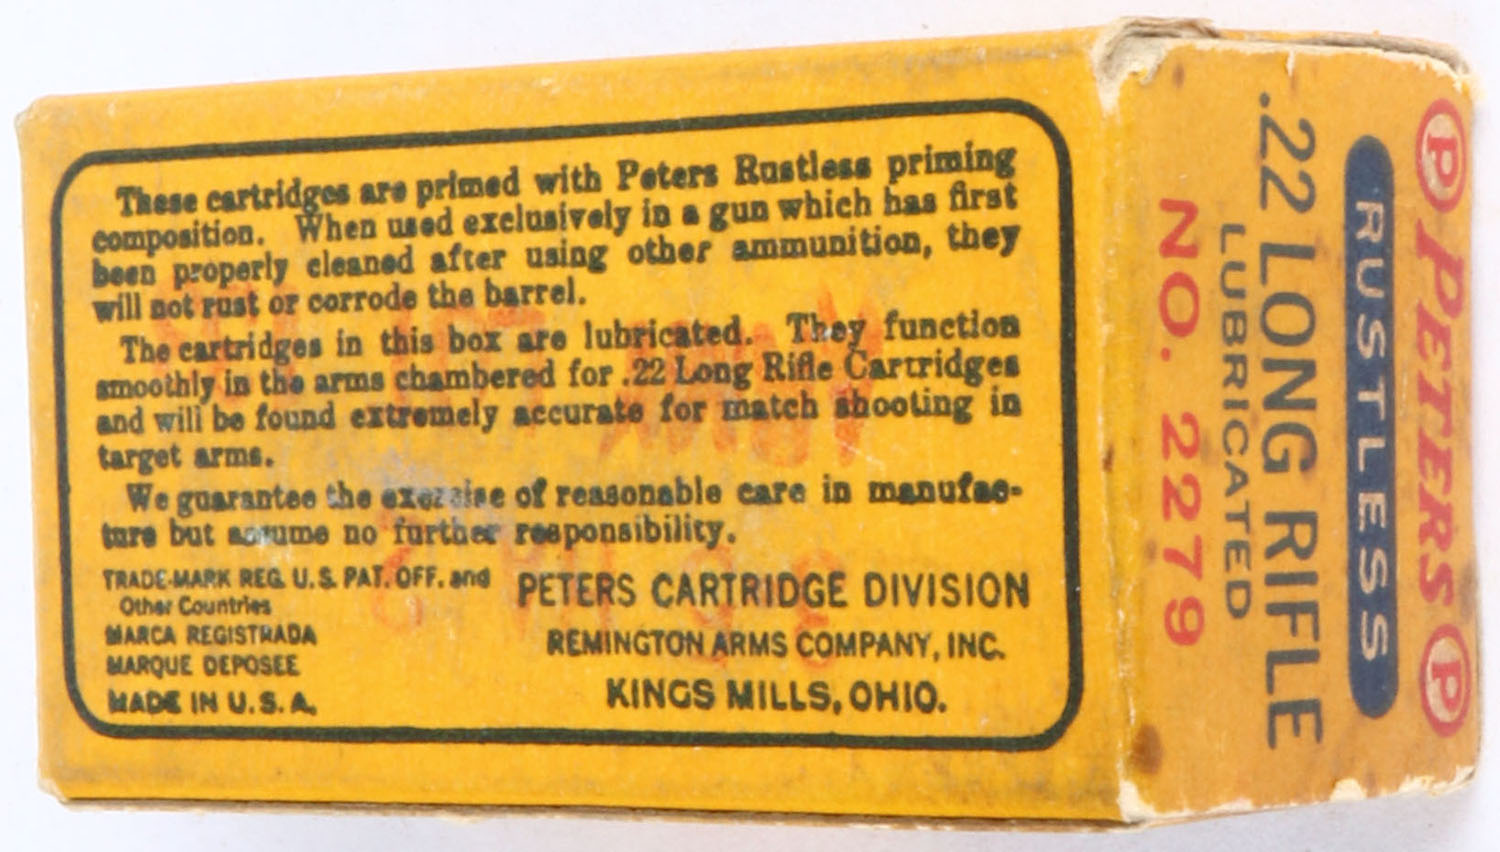 These cartridges are primed with Peters Rustless priming
composition. When used exclusively in a gun which has first
been properly cleaned after using other ammunition, they
will not rust or corrode the barrel.
The cartridges in this box are lubricated. They function
smoothly in the arms chambered for .22 Long Rifle Cartridges
and will be found extremely accurate for match shooting in
target arms.
We guarantee the exercise of reasonable care in manufac-
ture but assume no further responsibility.
TRADE-MARK REG. U.S. PAT. OFF. and
Other Countries
MARCA REGISTRADA
MARQUE DEPOSEE
MADE IN U.S.A.
PETERS CARTRIDGE DIVISION
REMINGTON ARMS COMPANY, INC.
KINGS MILLS, OHIO.
P PETERS P
RUSTLESS
.22 LONG RIFLE
LUBRICATED
NO. 2279